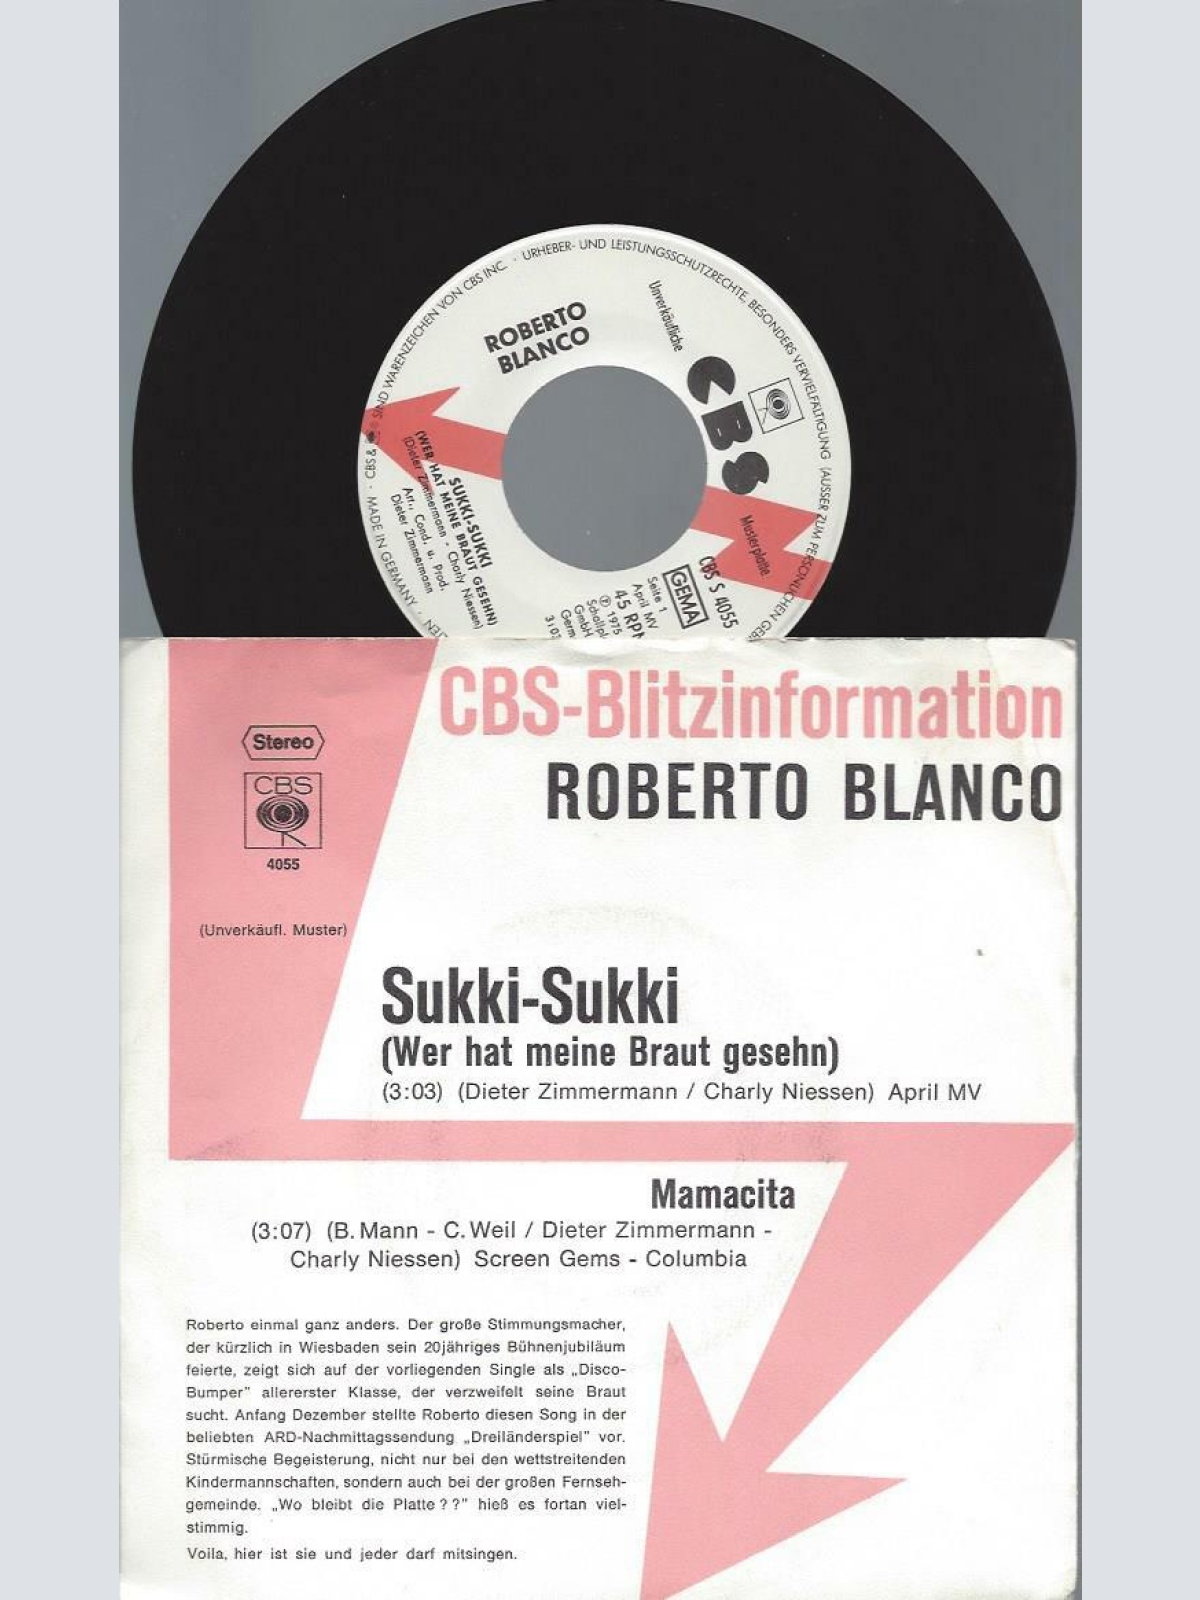 CBS & ® SIND WARENZEICHEN VON CBS INC. · URHEBER- UND LEISTUNGSSCHUTZRECHTE, BESONDERS VERVIELFÄLTIGUNG (AUSSER ZUM PERSÖNLICHEN
MADE IN GERMANY ·
ROBERTO
BLANCO
Unverkäufliche
CBS
Musterplatte
SUKKI-SUKKI
(WER HAT MEINE BRAUT GESEHN)
(Dieter Zimmermann - Charly Niessen)
Arr., Cond. u. Prod.
Dieter Zimmermann
CBS S 4055
GEMA
Seite 1
April MV
45 RPM
℗ 1975
CBS-Blitzinformation
ROBERTO BLANCO
Stereo
CBS
4055
(Unverkäufl. Muster)
Sukki-Sukki
(Wer hat meine Braut gesehn)
(3:03) (Dieter Zimmermann / Charly Niessen) April MV
Mamacita
(3:07) (B. Mann - C. Weil / Dieter Zimmermann -
Charly Niessen) Screen Gems - Columbia
Roberto einmal ganz anders. Der große Stimmungsmacher,
der kürzlich in Wiesbaden sein 20jähriges Bühnenjubiläum
feierte, zeigt sich auf der vorliegenden Single als „Disco-
Bumper" allererster Klasse, der verzweifelt seine Braut
sucht. Anfang Dezember stellte Roberto diesen Song in der
beliebten ARD-Nachmittagssendung „Dreiländerspiel" vor.
Stürmische Begeisterung, nicht nur bei den wettstreitenden
Kindermannschaften, sondern auch bei der großen Fernseh-
gemeinde. „Wo bleibt die Platte??" hieß es fortan viel-
stimmig.
Voila, hier ist sie und jeder darf mitsingen.